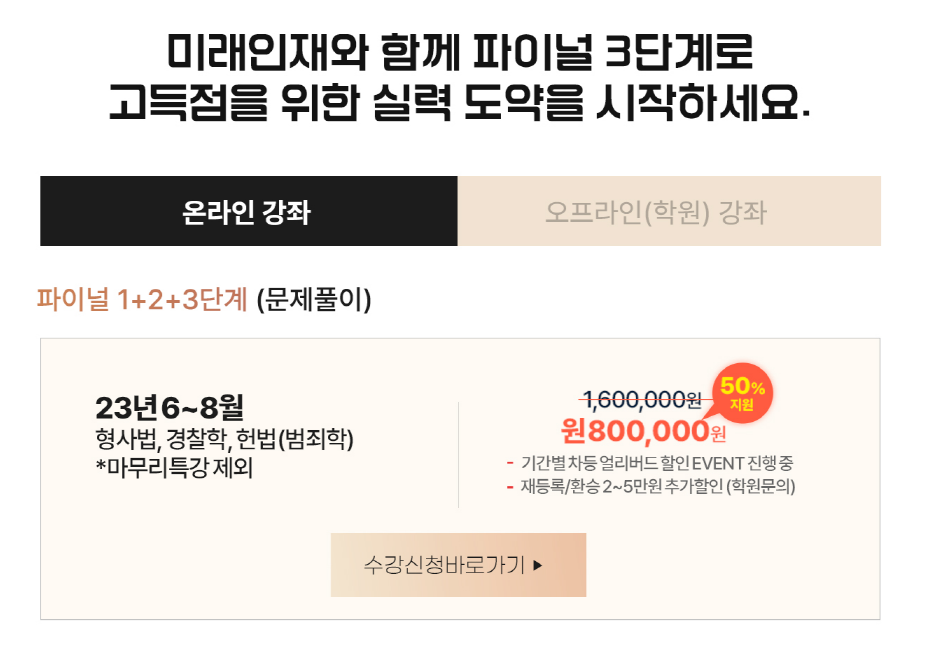 미래인재와 함께 파이널 3단계로
고득점을 위한 실력 도약을 시작하세요.
온라인 강좌
오프라인(학원) 강좌
파이널 1+2+3단계 (문제풀이)
23년 6~8월
형사법, 경찰학, 헌법(범죄학)
*마무리특강 제외
1,600,000원
50%
지원
원800,000원
- 기간별 차등 얼리버드 할인 EVENT 진행 중
- 재등록/환승 2~5만원 추가할인 (학원문의)
수강신청바로가기 ▶